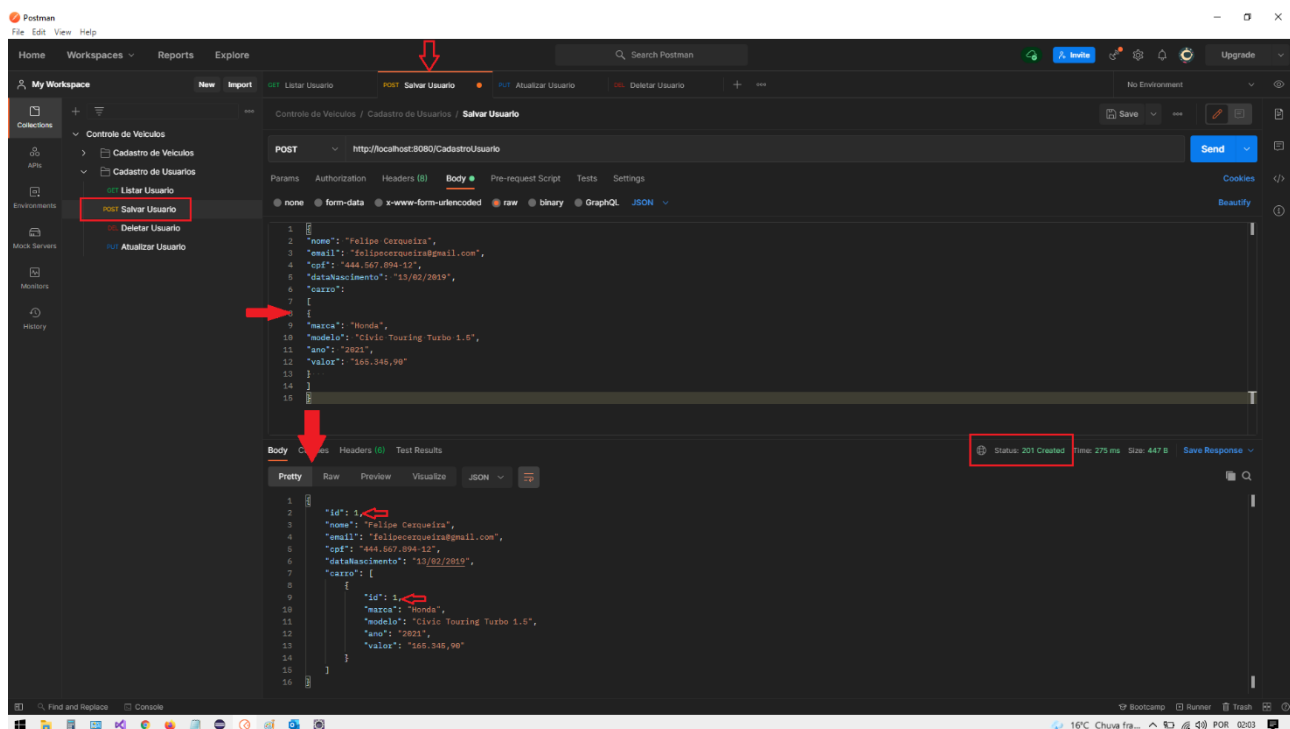 Postman
File Edit View Help
Home Workspaces Reports Explore
Search Postman
Invite
Upgrade
My Workspace
New Import
GET Listar Usuario
POST Salvar Usuario
PUT Atualizar Usuario
DEL Deletar Usuario
No Environment
Collections
APIs
Environments
Mock Servers
Monitors
History
Controle de Veiculos
Cadastro de Veiculos
Cadastro de Usuarios
GET Listar Usuario
POST Salvar Usuario
DEL Deletar Usuario
PUT Atualizar Usuario
Controle de Veiculos / Cadastro de Usuarios / Salvar Usuario
Save
POST http://localhost:8080/CadastroUsuario
Send
Params Authorization Headers (8) Body Pre-request Script Tests Settings
Cookies
none form-data x-www-form-urlencoded raw binary GraphQL JSON
Beautify
1 {
2 "nome": "Felipe Cerqueira",
3 "email": "felipecerqueira@gmail.com",
4 "cpf": "444.567.894-12",
5 "dataNascimento": "13/02/2019",
6 "carro":
7 [
8 {
9 "marca": "Honda",
10 "modelo": "Civic Touring Turbo 1.5",
11 "ano": "2021",
12 "valor": "165.345,90"
13 }
14 ]
15 }
Body Headers (6) Test Results
Status: 201 Created Time: 275 ms Size: 447 B Save Response
Pretty Raw Preview Visualize JSON
1 {
2 "id": 1,
3 "nome": "Felipe Cerqueira",
4 "email": "felipecerqueira@gmail.com",
5 "cpf": "444.567.894-12",
6 "dataNascimento": "13/02/2019",
7 "carro": [
8 {
9 "id": 1,
10 "marca": "Honda",
11 "modelo": "Civic Touring Turbo 1.5",
12 "ano": "2021",
13 "valor": "165.345,90"
14 }
15 ]
16 }
Find and Replace Console
Bootcamp Runner Trash
16°C Chuva fra... POR 02:03